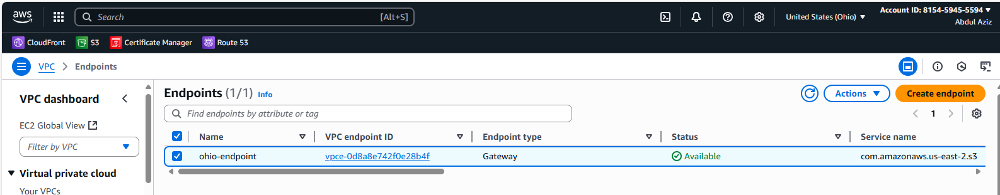 aws Search [Alt+S] United States (Ohio) Account ID: 8154-5945-5594
Abdul Aziz
CloudFront S3 Certificate Manager Route 53
VPC Endpoints
VPC dashboard
EC2 Global View
Filter by VPC
Virtual private cloud
Your VPCs
Endpoints (1/1) Info
Actions Create endpoint
Find endpoints by attribute or tag
1
Name VPC endpoint ID Endpoint type Status Service name
ohio-endpoint vpce-0d8a8e742f0e28b4f Gateway Available com.amazonaws.us-east-2.s3